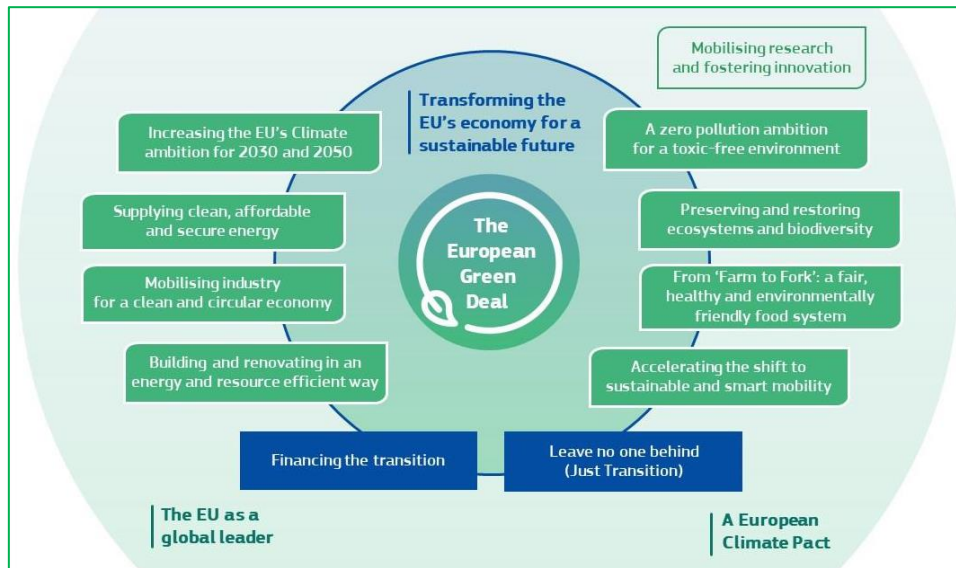 Mobilising research
and fostering innovation
Transforming the
EU's economy for a
sustainable future
Increasing the EU's Climate
ambition for 2030 and 2050
A zero pollution ambition
for a toxic-free environment
Supplying clean, affordable
and secure energy
Preserving and restoring
ecosystems and biodiversity
The
European
Green
Deal
Mobilising industry
for a clean and circular economy
From ‘Farm to Fork’: a fair,
healthy and environmentally
friendly food system
Building and renovating in an
energy and resource efficient way
Accelerating the shift to
sustainable and smart mobility
Financing the transition
Leave no one behind
(Just Transition)
The EU as a
global leader
A European
Climate Pact